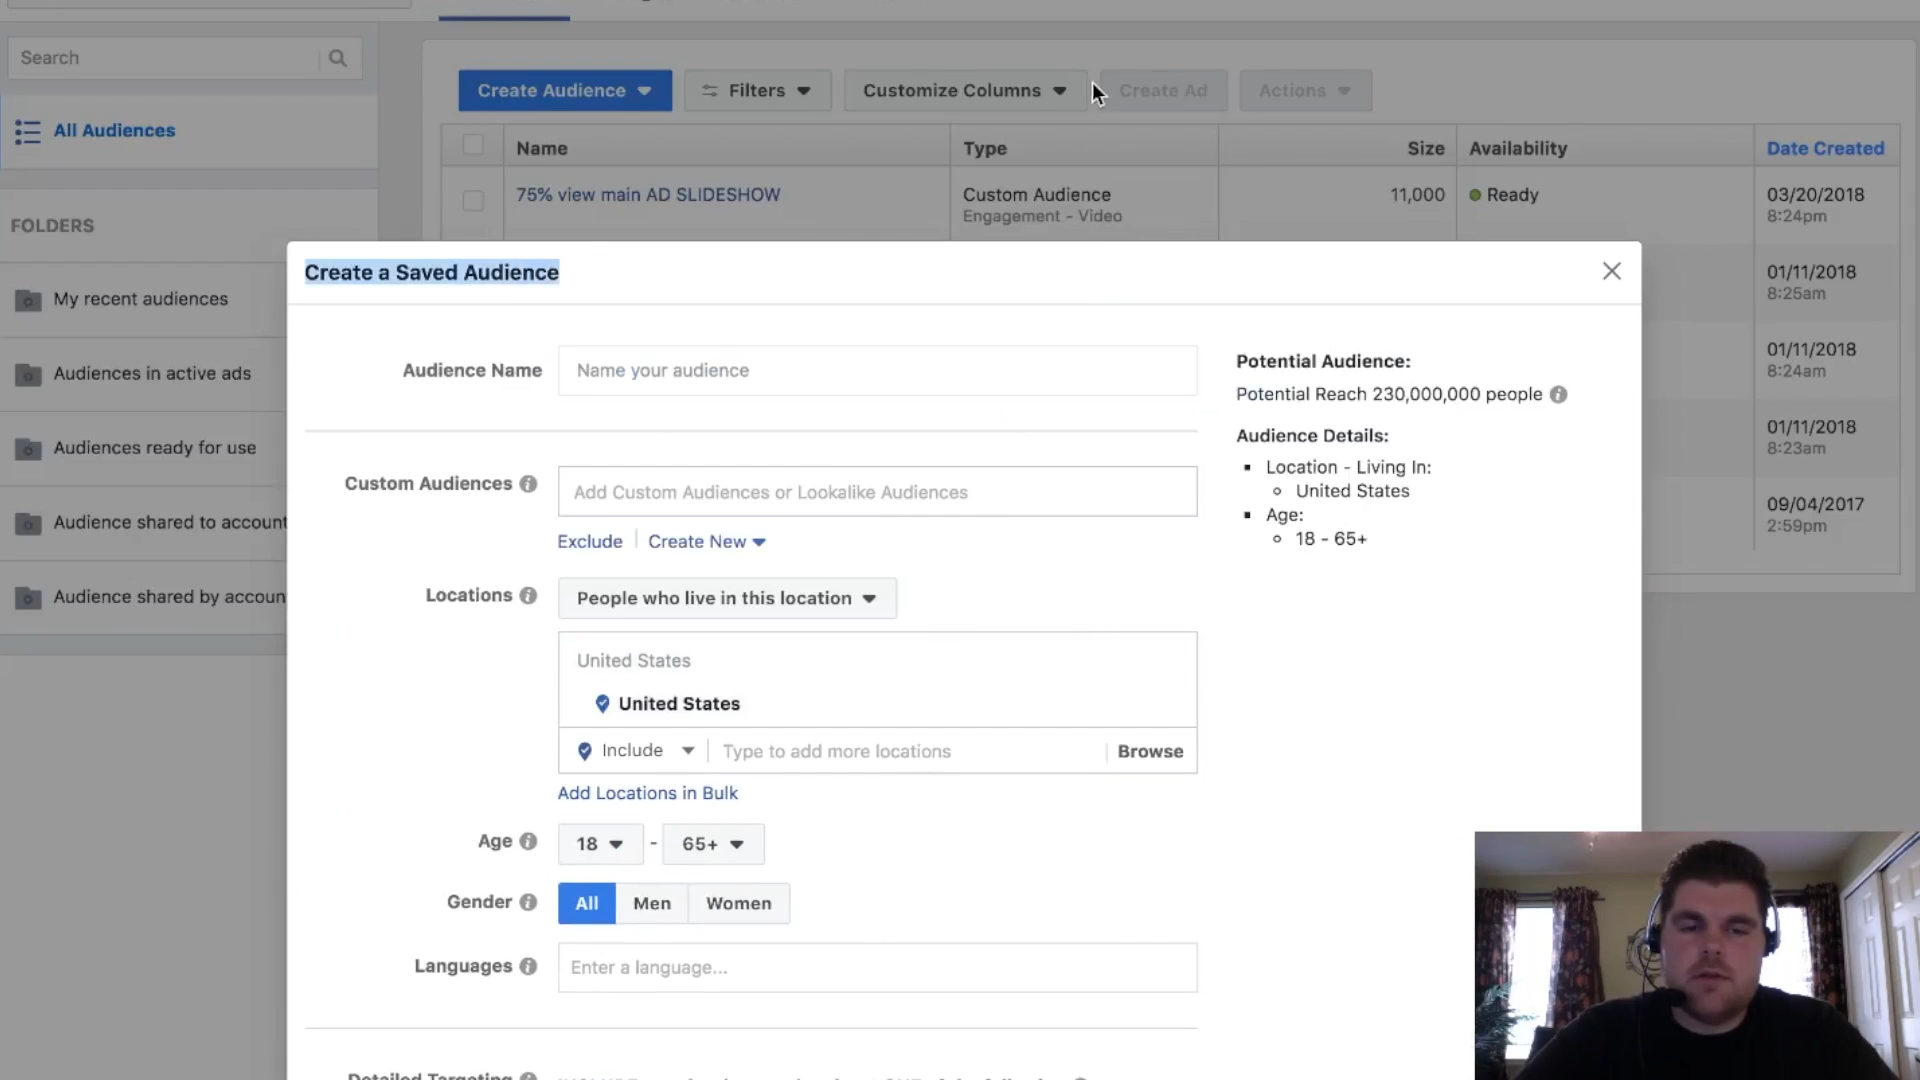 Search
Create Audience
Filters
Customize Columns
Create Ad
Actions
All Audiences
Name
Type
Size
Availability
Date Created
75% view main AD SLIDESHOW
Custom Audience
Engagement - Video
11,000
Ready
03/20/2018
8:24pm
FOLDERS
My recent audiences
Audiences in active ads
Audiences ready for use
Audience shared to account
Audience shared by accoun
01/11/2018
8:25am
01/11/2018
8:24am
01/11/2018
8:23am
09/04/2017
2:59pm
Create a Saved Audience
Audience Name
Name your audience
Custom Audiences
Add Custom Audiences or Lookalike Audiences
Exclude
Create New
Locations
People who live in this location
United States
United States
Include
Type to add more locations
Browse
Add Locations in Bulk
Age
18 - 65+
Gender
All
Men
Women
Languages
Enter a language...
Detailed Targeting
Potential Audience:
Potential Reach 230,000,000 people
Audience Details:
Location - Living In:
United States
Age:
18 - 65+